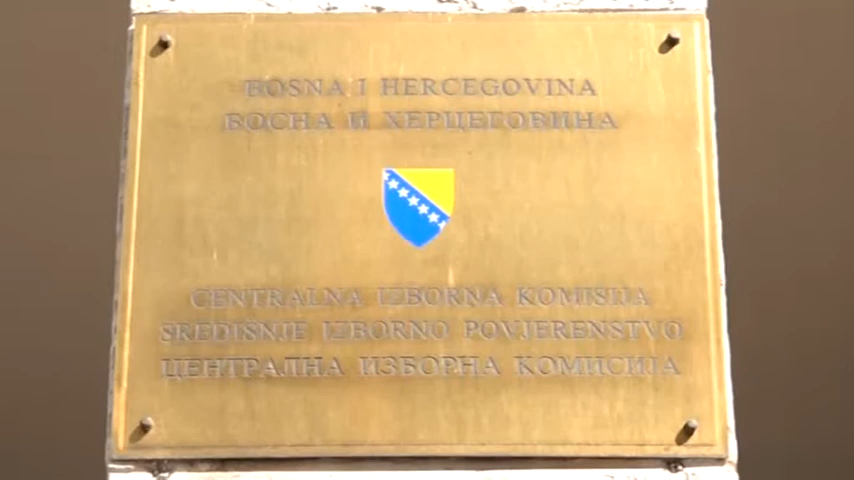 BOSNA I HERCEGOVINA
БОСНА И ХЕРЦЕГОВИНА
CENTRALNA IZBORNA KOMISIJA
SREDIŠNJE IZBORNO POVJERENSTVO
ЦЕНТРАЛНА ИЗБОРНА КОМИСИЈА